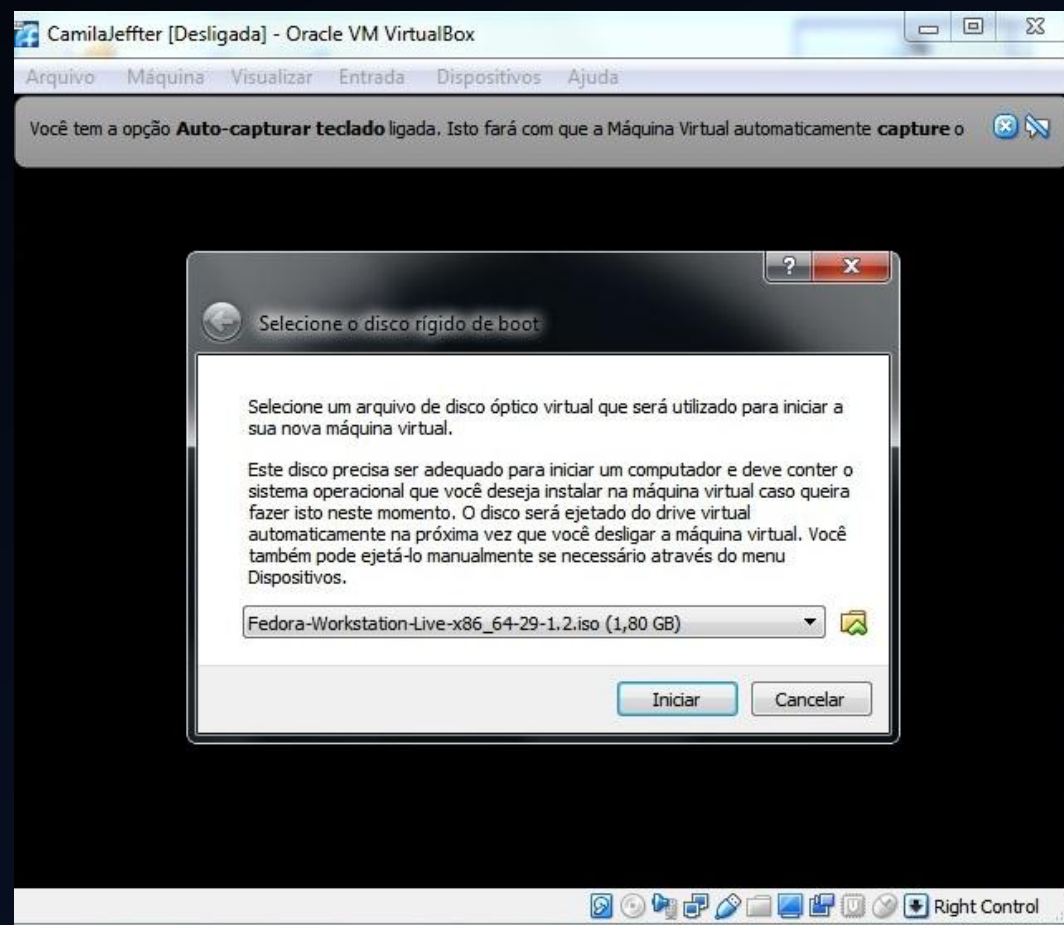 CamilaJeffter [Desligada] - Oracle VM VirtualBox
Arquivo Máquina Visualizar Entrada Dispositivos Ajuda
Você tem a opção Auto-capturar teclado ligada. Isto fará com que a Máquina Virtual automaticamente capture o
Selecione o disco rígido de boot
Selecione um arquivo de disco óptico virtual que será utilizado para iniciar a
sua nova máquina virtual.
Este disco precisa ser adequado para iniciar um computador e deve conter o
sistema operacional que você deseja instalar na máquina virtual caso queira
fazer isto neste momento. O disco será ejetado do drive virtual
automaticamente na próxima vez que você desligar a máquina virtual. Você
também pode ejetá-lo manualmente se necessário através do menu
Dispositivos.
Fedora-Workstation-Live-x86_64-29-1.2.iso (1,80 GB)
Iniciar Cancelar
Right Control